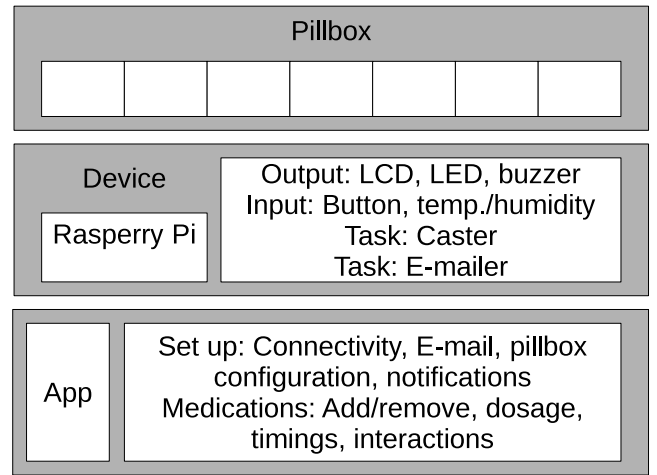 Pillbox
Device
Rasperry Pi
Output: LCD, LED, buzzer
Input: Button, temp./humidity
Task: Caster
Task: E-mailer
App
Set up: Connectivity, E-mail, pillbox
configuration, notifications
Medications: Add/remove, dosage,
timings, interactions